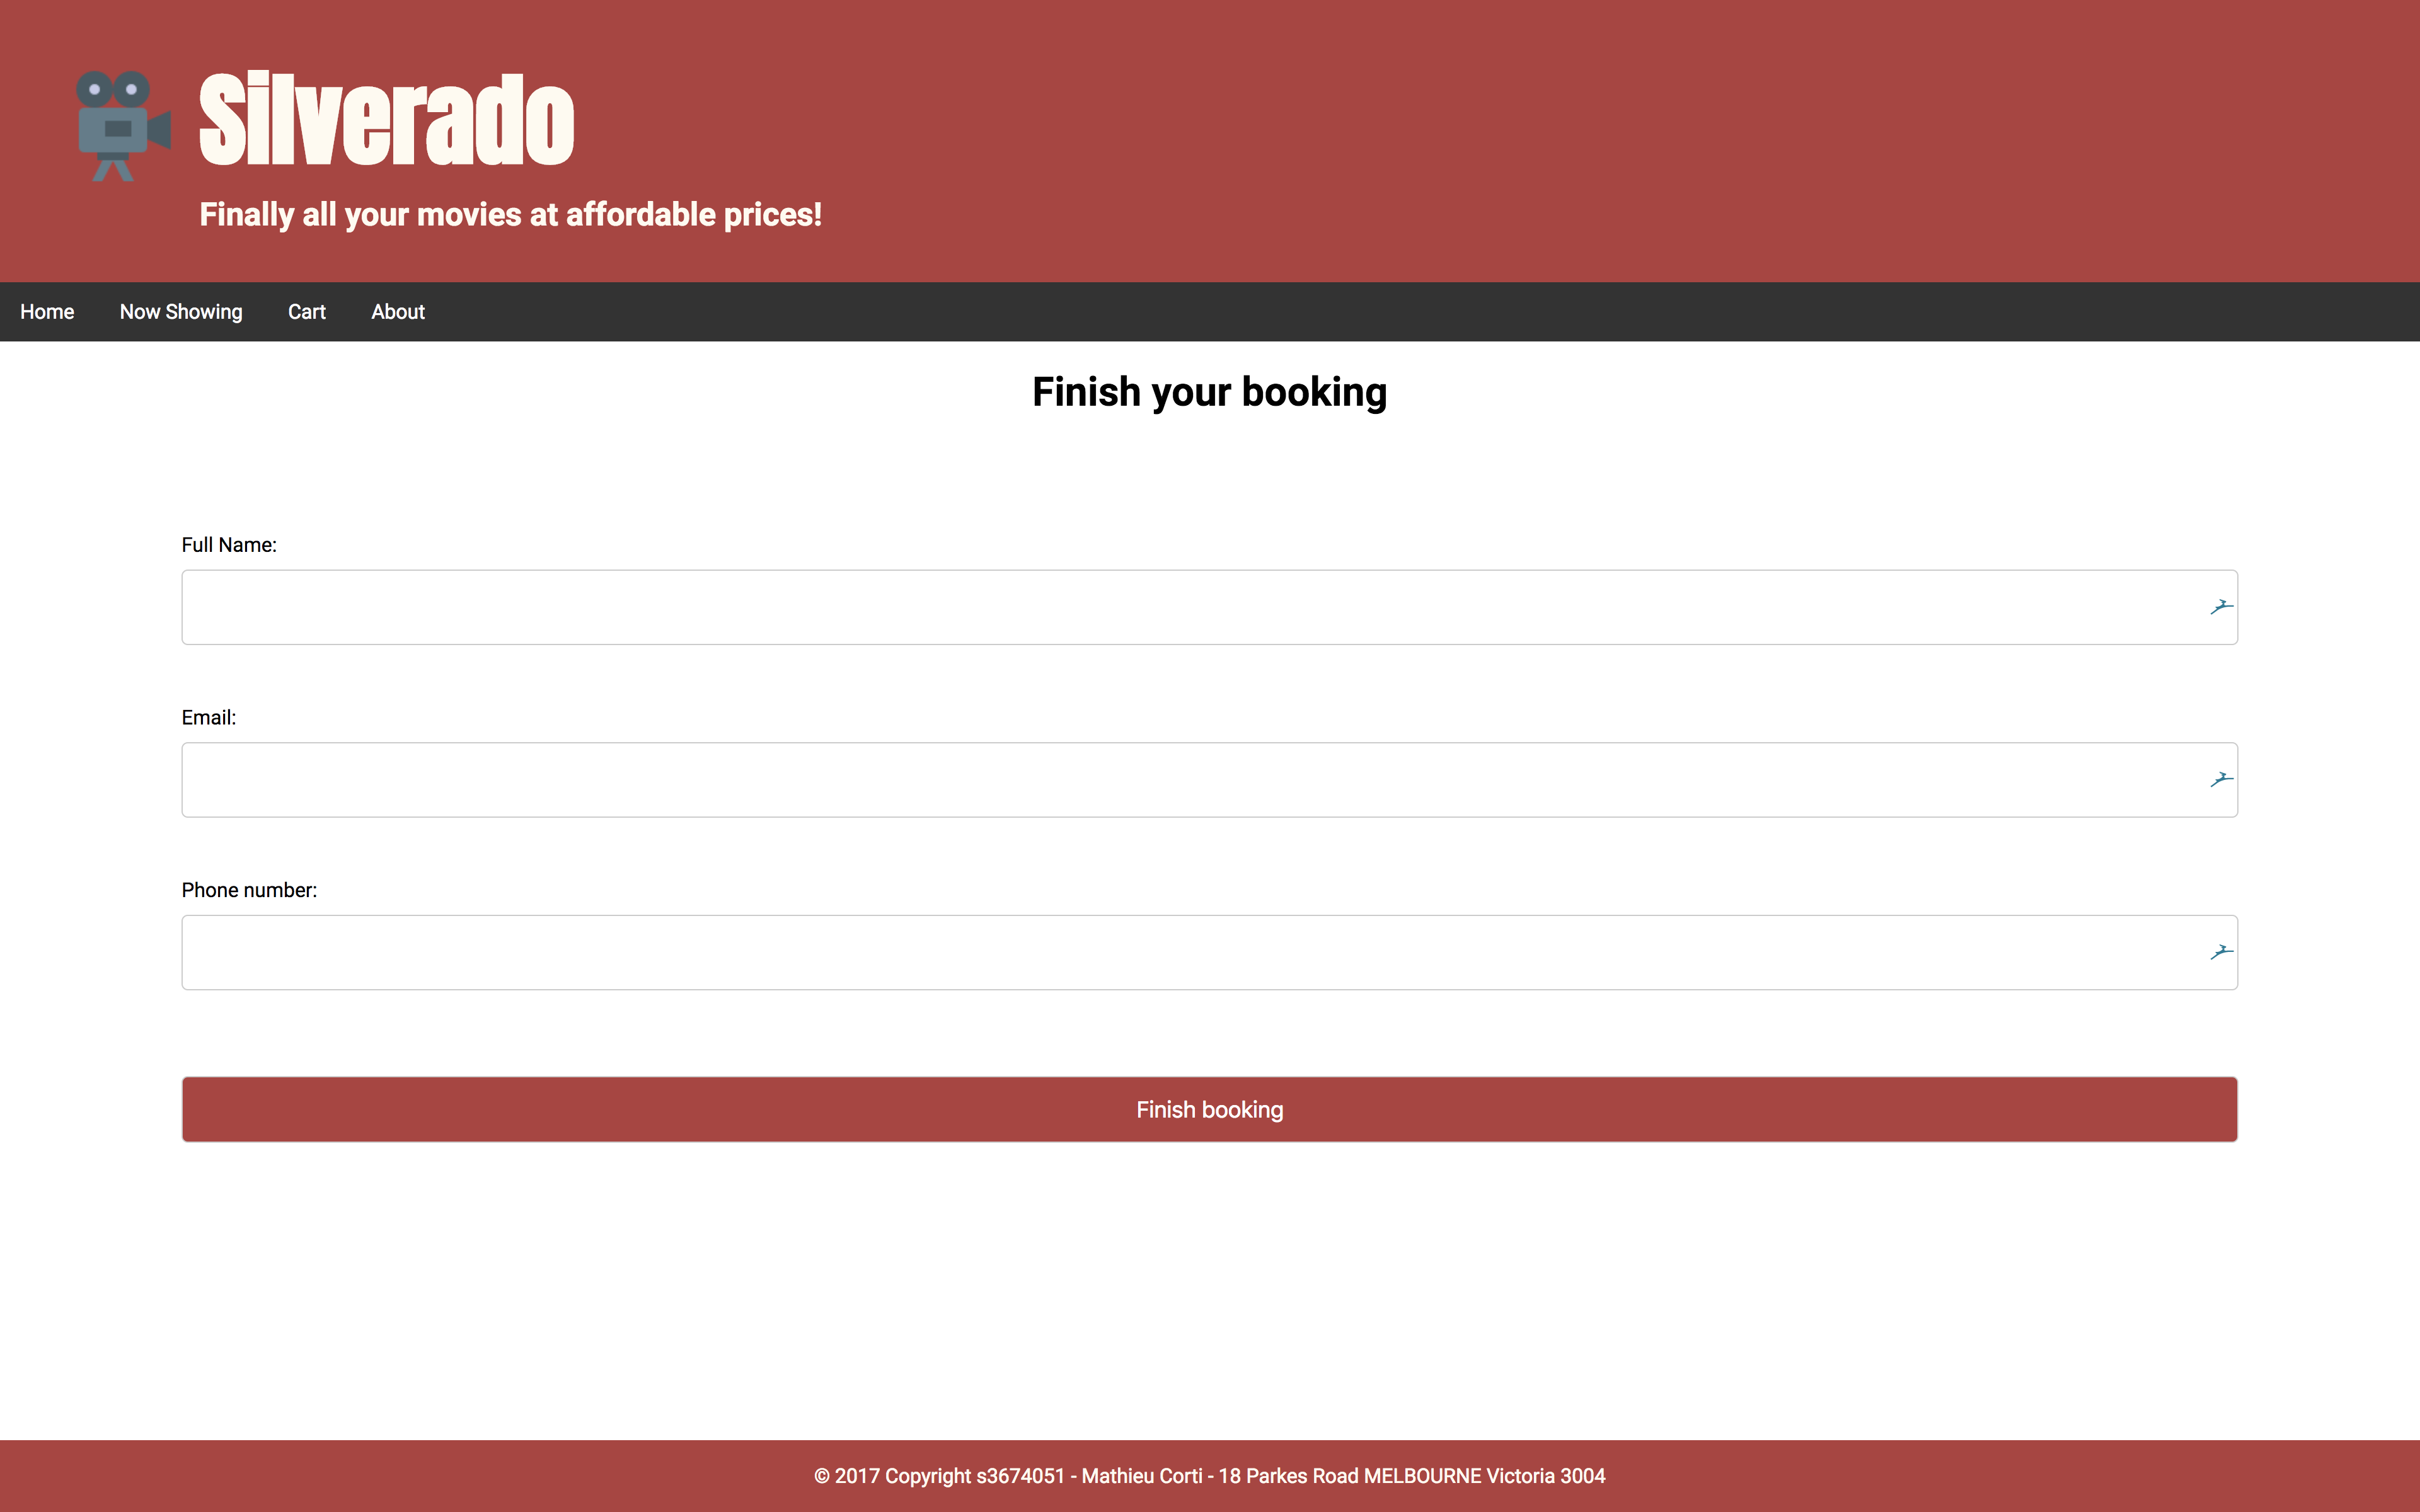 Silverado
Finally all your movies at affordable prices!
Home Now Showing Cart About
Finish your booking
Full Name:
Email:
Phone number:
Finish booking
© 2017 Copyright s3674051 - Mathieu Corti - 18 Parkes Road MELBOURNE Victoria 3004